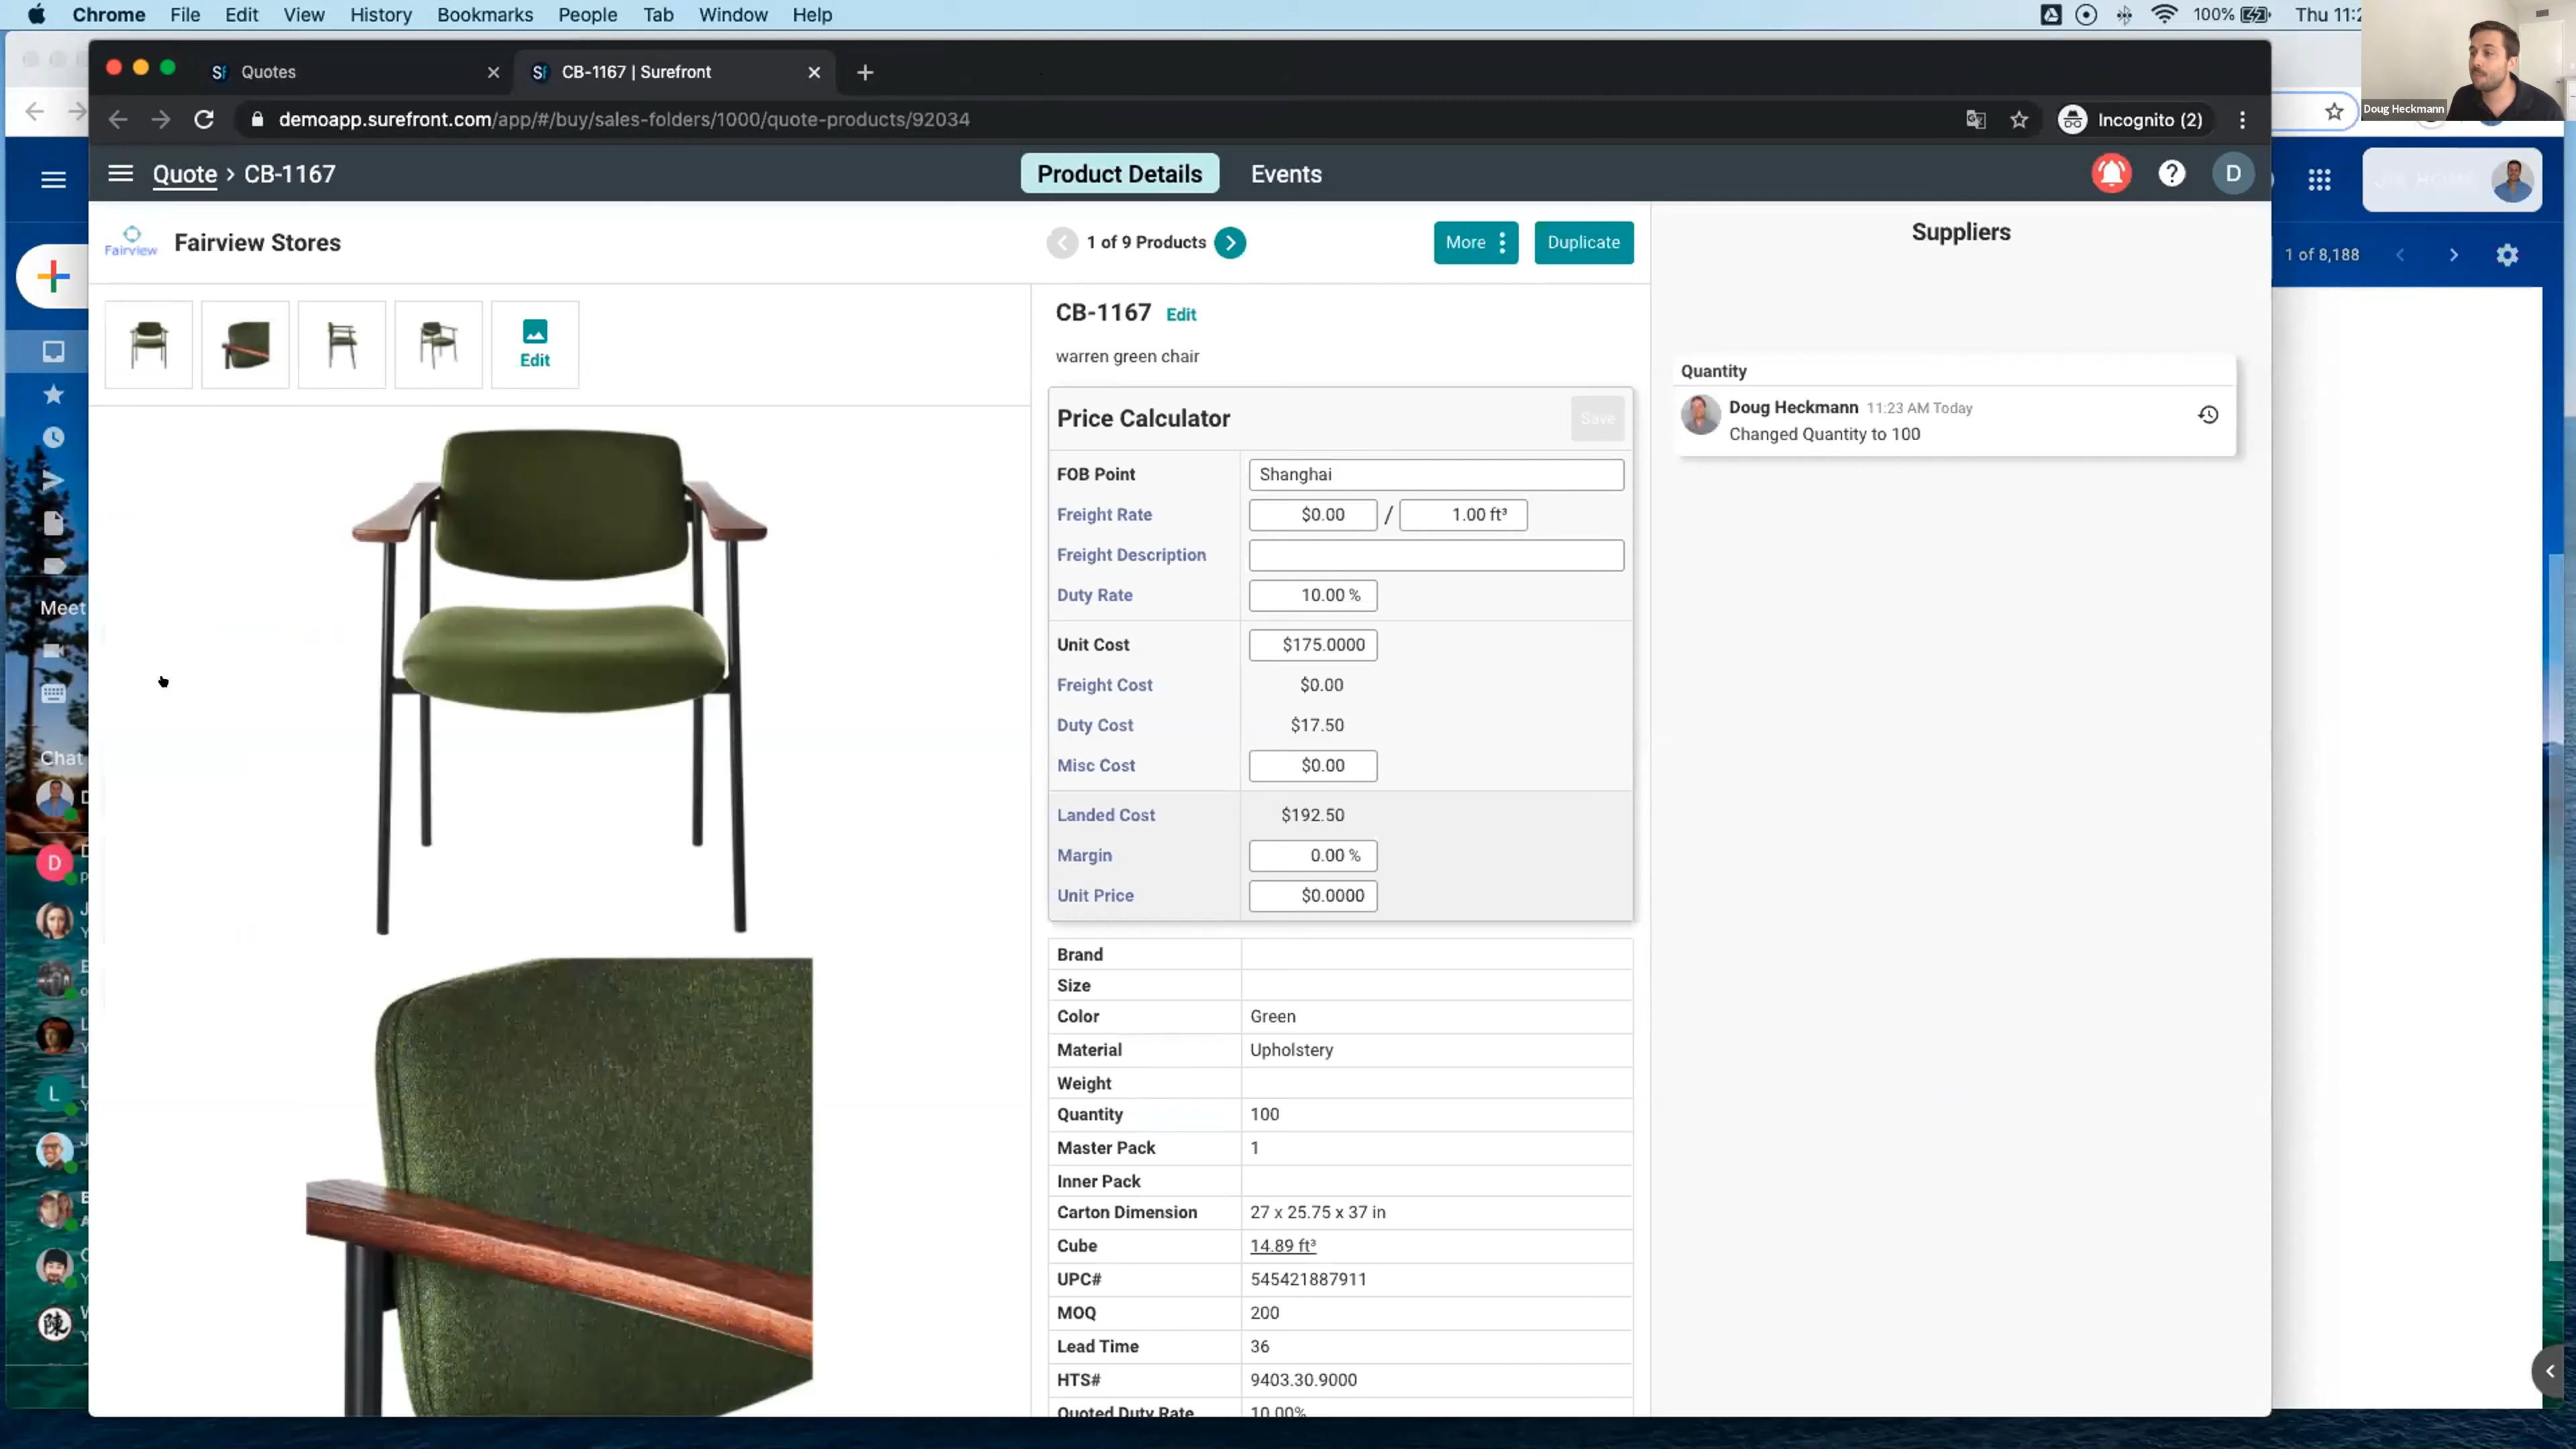 Chrome File Edit View History Bookmarks People Tab Window Help
100% Thu 11:2
Doug Heckmann
Quotes
CB-1167 | Surefront
demoapp.surefront.com/app/#/buy/sales-folders/1000/quote-products/92034
Incognito (2)
Quote › CB-1167
Product Details
Events
D
1 of 8,188
Fairview
Fairview Stores
1 of 9 Products
More
Duplicate
Suppliers
Edit
CB-1167 Edit
warren green chair
Price Calculator
Save
FOB Point Shanghai
Freight Rate $0.00 / 1.00 ft³
Freight Description
Duty Rate 10.00 %
Unit Cost $175.0000
Freight Cost $0.00
Duty Cost $17.50
Misc Cost $0.00
Landed Cost $192.50
Margin 0.00 %
Unit Price $0.0000
Brand
Size
Color Green
Material Upholstery
Weight
Quantity 100
Master Pack 1
Inner Pack
Carton Dimension 27 x 25.75 x 37 in
Cube 14.89 ft³
UPC# 545421887911
MOQ 200
Lead Time 36
HTS# 9403.30.9000
Quoted Duty Rate 10.00%
Quantity
Doug Heckmann 11:23 AM Today
Changed Quantity to 100
Meet
Chat
D
L
陳